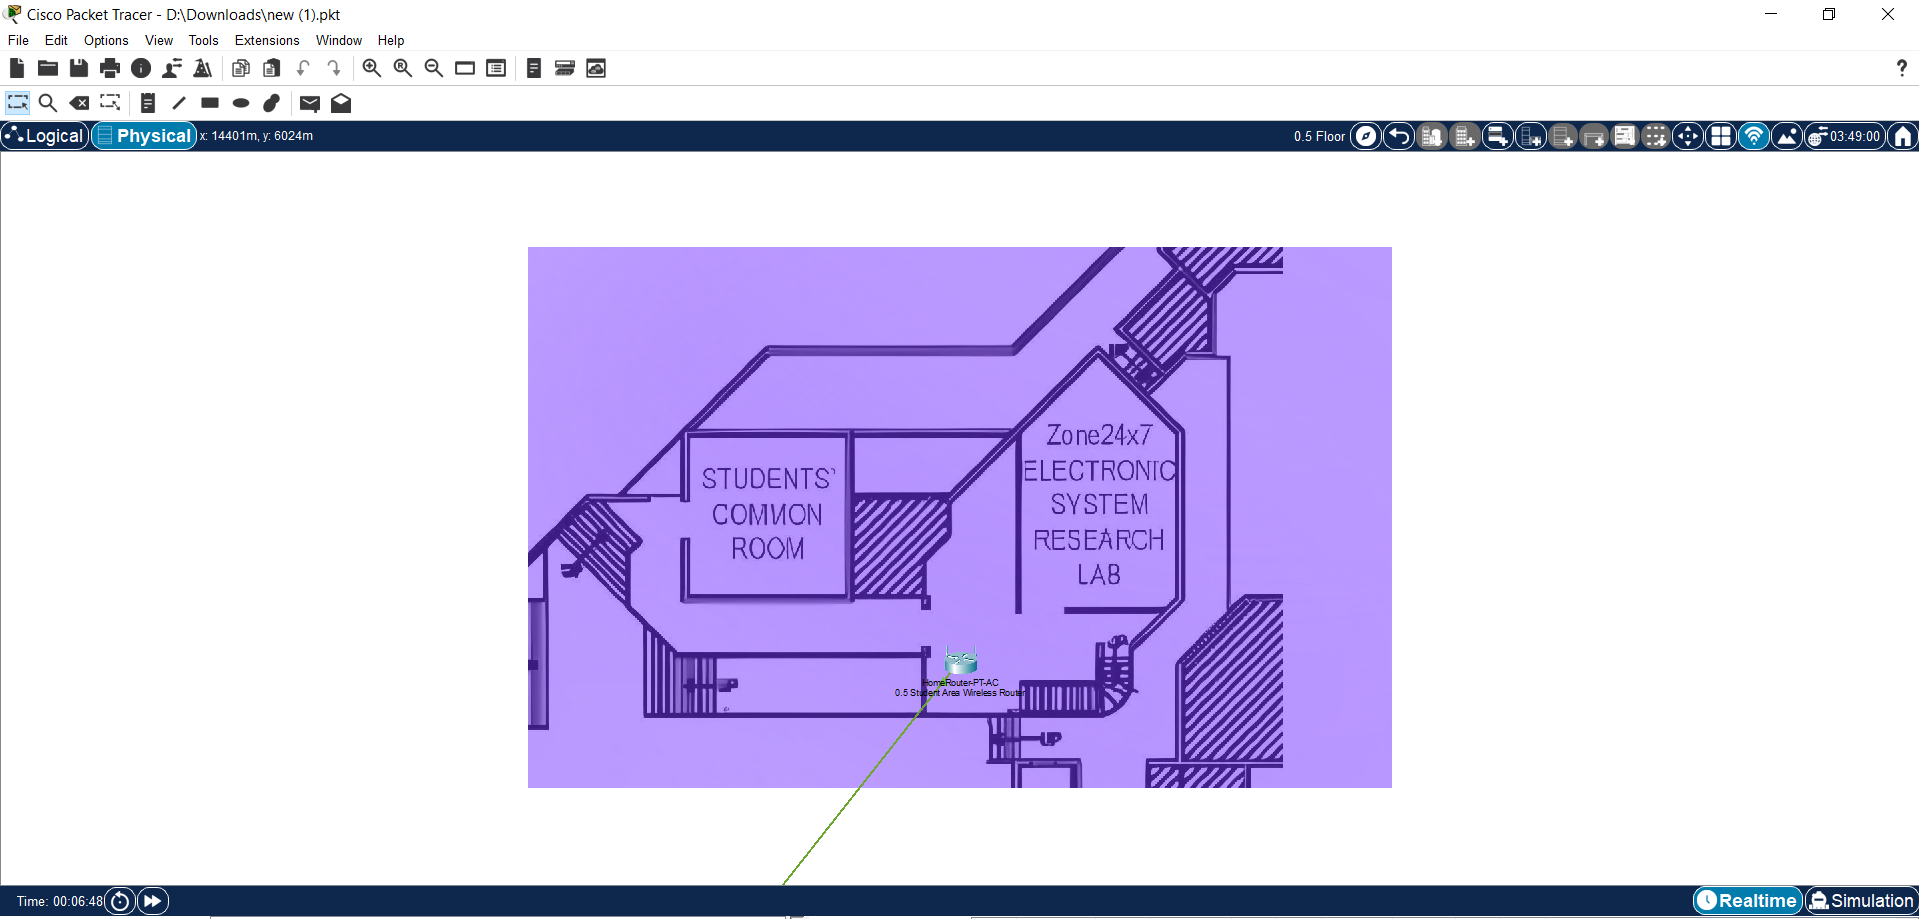 Cisco Packet Tracer - D:\Downloads\new (1).pkt
File Edit Options View Tools Extensions Window Help
Logical Physical x: 14401m, y: 6024m 0.5 Floor 03:49:00
STUDENTS'
COMMON
ROOM
Zone24x7
ELECTRONIC
SYSTEM
RESEARCH
LAB
HomeRouter-PT-AC
0.5 Student Area Wireless Router
Time: 00:06:48 Realtime Simulation